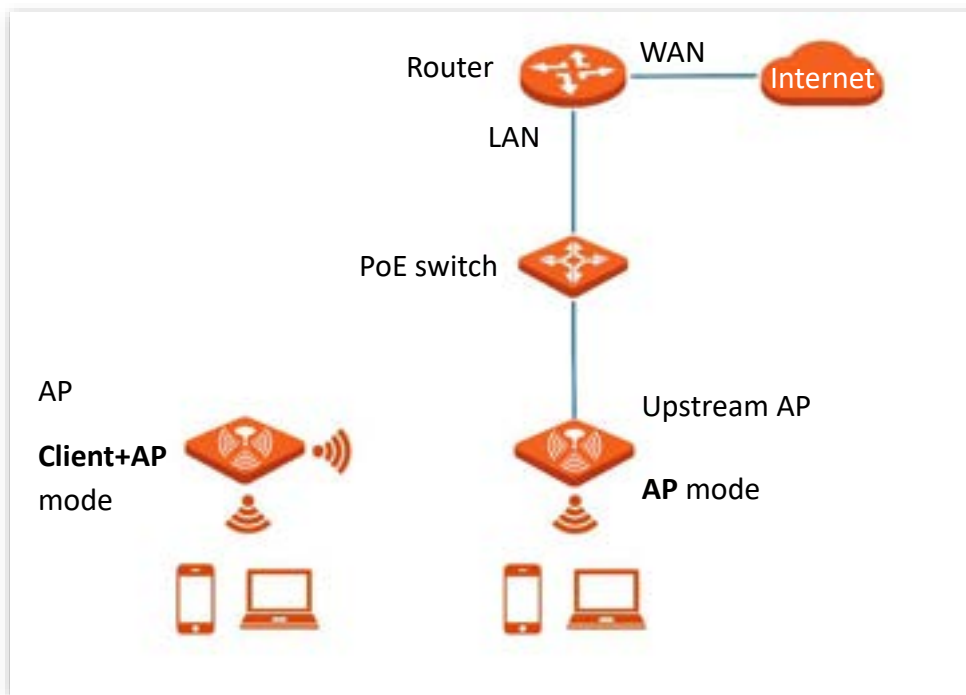 WAN
Router
Internet
LAN
PoE switch
AP
Upstream AP
Client+AP
mode
AP mode